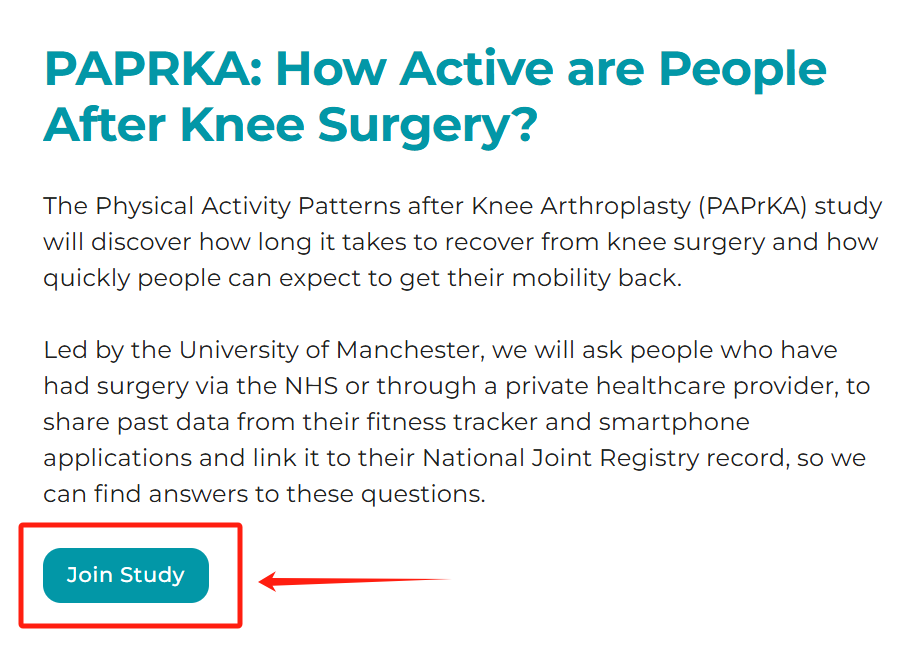 PAPRKA: How Active are People
After Knee Surgery?
The Physical Activity Patterns after Knee Arthroplasty (PAPrKA) study
will discover how long it takes to recover from knee surgery and how
quickly people can expect to get their mobility back.
Led by the University of Manchester, we will ask people who have
had surgery via the NHS or through a private healthcare provider, to
share past data from their fitness tracker and smartphone
applications and link it to their National Joint Registry record, so we
can find answers to these questions.
Join Study